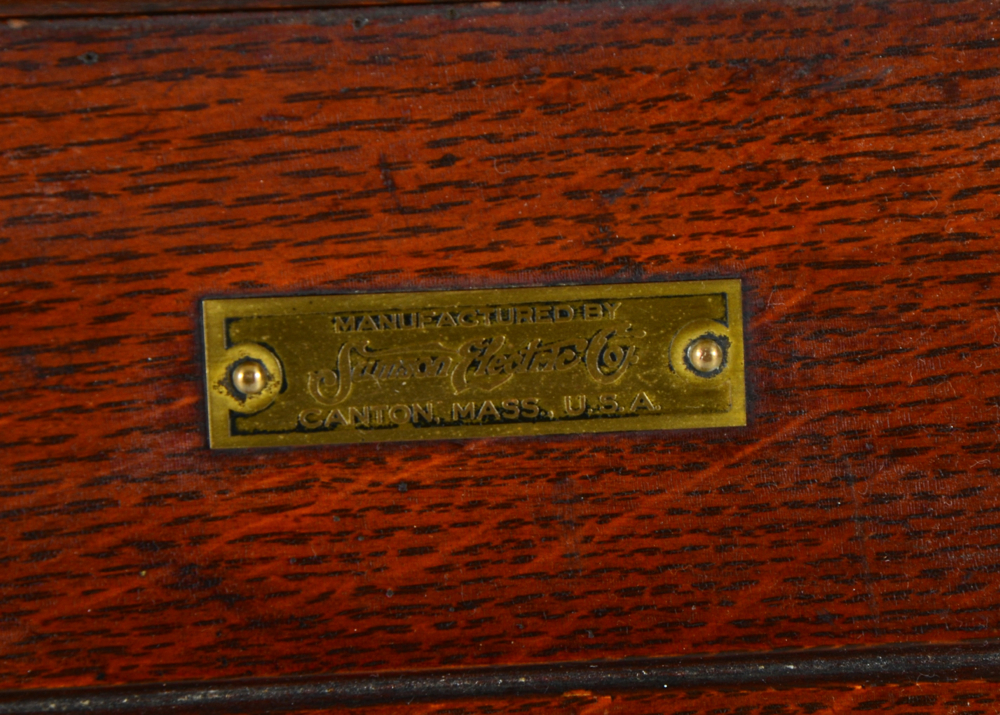 MANUFACTURED BY
Samson Electric Co.
CANTON, MASS., U.S.A.